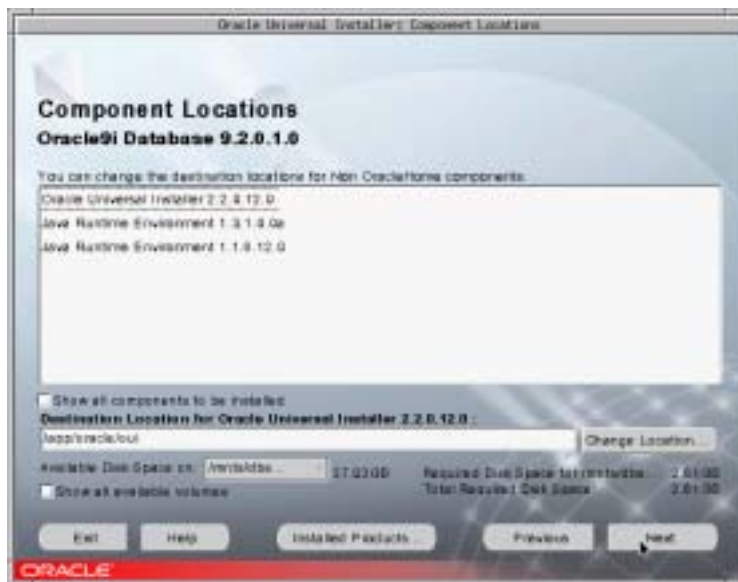 Oracle Universal Installer: Component Locations
Component Locations
Oracle9i Database 9.2.0.1.0
You can change the destination locations for Non OracleHome components.
Oracle Universal Installer 2.2.0.12.0
Java Runtime Environment 1.3.1.0.0a
Java Runtime Environment 1.1.8.12.0
Show all components to be installed
Destination Location for Oracle Universal Installer 2.2.0.12.0 :
/app/oracle/oui
Change Location...
Available Disk Space on:
Required Disk Space for
Show all available volumes
Total Required Disk Space
Exit
Help
Installed Products...
Previous
Next
ORACLE